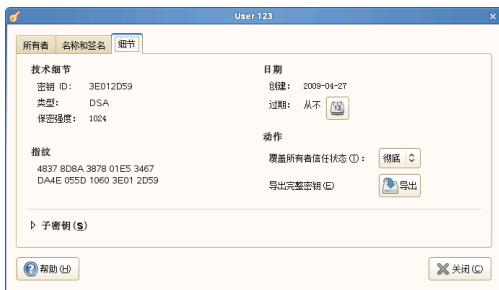 User 123
所有者 名称和签名 细节
技术细节
密钥 ID: 3E012D59
类型: DSA
保密强度: 1024
指纹
4837 8D8A 3878 01E5 3467
DA4E 055D 1060 3E01 2D59
日期
创建: 2009-04-27
过期: 从不
动作
覆盖所有者信任状态(T): 彻底
导出完整密钥(E) 导出
子密钥(S)
帮助(H)
关闭(C)